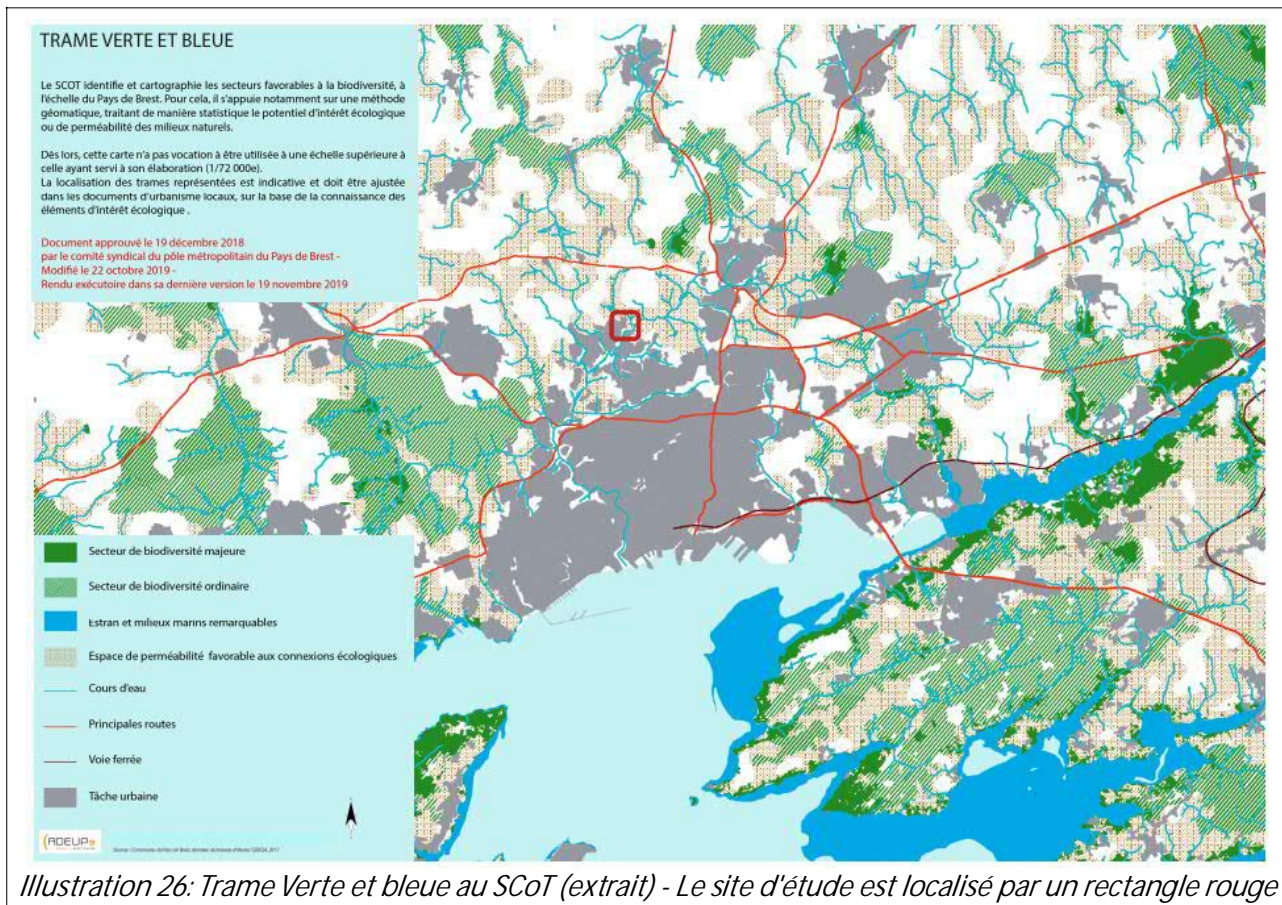 TRAME VERTE ET BLEUE
Le SCOT identifie et cartographie les secteurs favorables à la biodiversité, à
l'échelle du Pays de Brest. Pour cela, il s'appuie notamment sur une méthode
géomatique, traitant de manière statistique le potentiel d'intérêt écologique
ou de perméabilité des milieux naturels.
Dès lors, cette carte n'a pas vocation à être utilisée à une échelle supérieure à
celle ayant servi à son élaboration (1/72 000e).
La localisation des trames représentées est indicative et doit être ajustée
dans les documents d'urbanisme locaux, sur la base de la connaissance des
éléments d'intérêt écologique .
Document approuvé le 19 décembre 2018
par le comité syndical du pôle métropolitain du Pays de Brest -
Modifié le 22 octobre 2019 -
Rendu exécutoire dans sa dernière version le 19 novembre 2019
Secteur de biodiversité majeure
Secteur de biodiversité ordinaire
Estran et milieux marins remarquables
Espace de perméabilité favorable aux connexions écologiques
Cours d'eau
Principales routes
Voie ferrée
Tâche urbaine
ADEUPa
Illustration 26: Trame Verte et bleue au SCoT (extrait) - Le site d'étude est localisé par un rectangle rouge